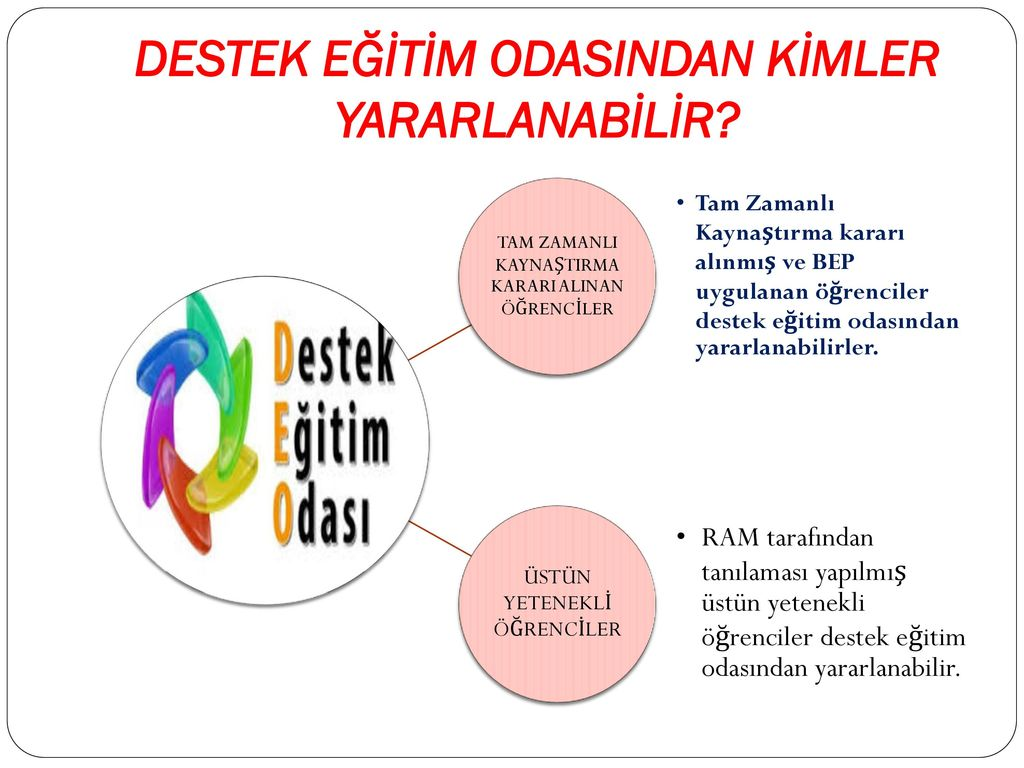 DESTEK EĞİTİM ODASINDAN KİMLER
YARARLANABİLİR?
Destek
Eğitim
Odası
TAM ZAMANLI
KAYNAŞTIRMA
KARARI ALINAN
ÖĞRENCİLER
• Tam Zamanlı
Kaynaştırma kararı
alınmış ve BEP
uygulanan öğrenciler
destek eğitim odasından
yararlanabilirler.
ÜSTÜN
YETENEKLİ
ÖĞRENCİLER
• RAM tarafından
tanılaması yapılmış
üstün yetenekli
öğrenciler destek eğitim
odasından yararlanabilir.